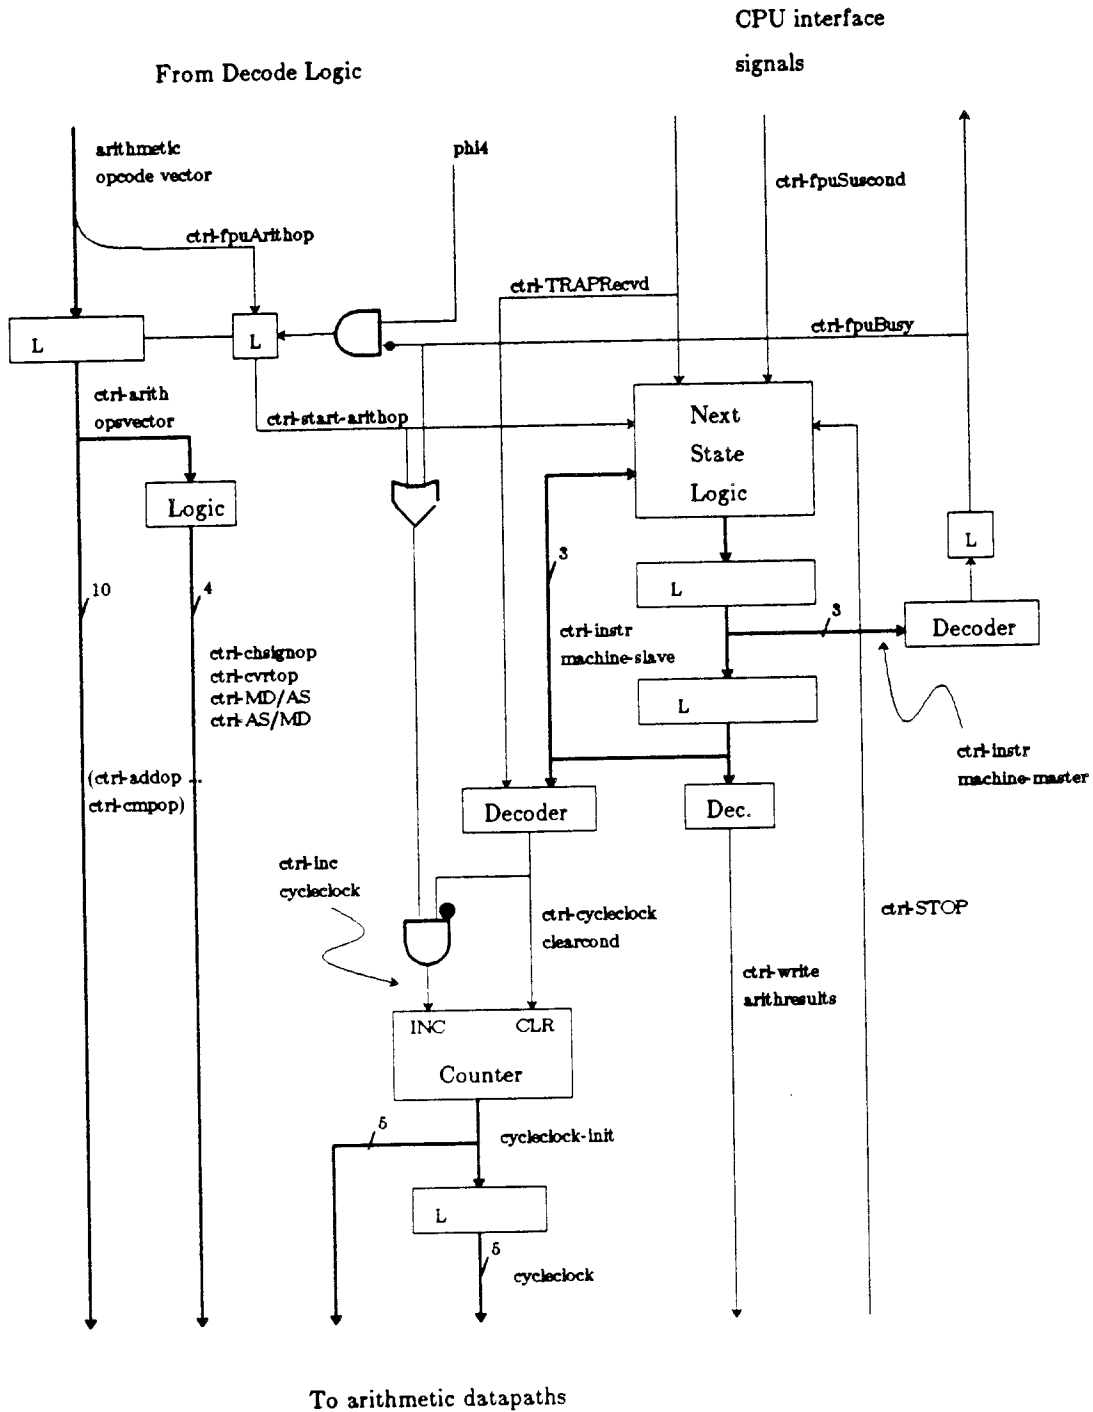 CPU interface
signals
From Decode Logic
arithmetic
opcode vector
phi4
ctrl-fpuSuscond
ctrl-fpuArithop
ctrl-TRAPRecvd
ctrl-fpuBusy
L
L
ctrl-arith
opsvector
ctrl-start-arithop
Next
State
Logic
Logic
L
3
L
10
4
3
Decoder
ctrl-instr
machine-slave
ctrl-chsignop
ctrl-cvrtop
ctrl-MD/AS
ctrl-AS/MD
L
ctrl-instr
machine-master
(ctrl-addop ...
ctrl-cmpop)
Decoder
Dec.
ctrl-inc
cycleclock
ctrl-cycleclock
clearcond
ctrl-STOP
ctrl-write
arithresults
INC CLR
Counter
5
cycleclock-init
L
5
cycleclock
To arithmetic datapaths